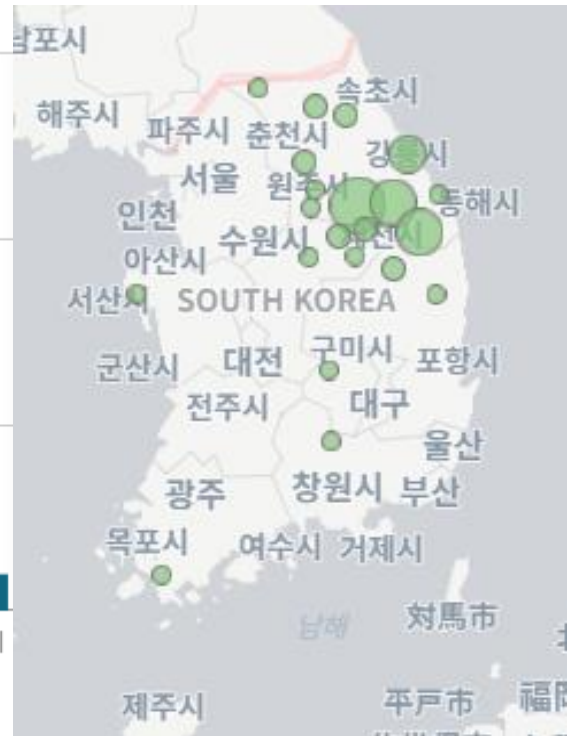 남포시
해주시
속초시
파주시
춘천시
강릉시
서울
원주시
동해시
인천
수원시
아산시
서산시
SOUTH KOREA
구미시
군산시
대전
포항시
전주시
대구
울산
광주
창원시
부산
목포시
여수시
거제시
対馬市
남해
제주시
平戸市